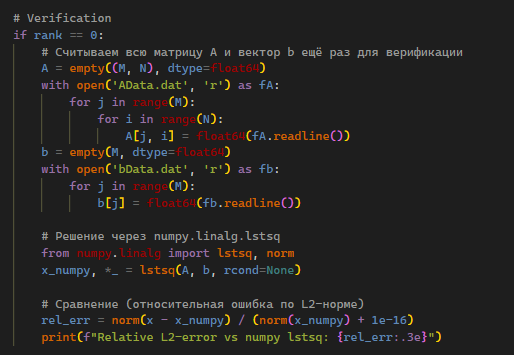 # Verification
if rank == 0:
    # Считываем всю матрицу A и вектор b ещё раз для верификации
    A = empty((M, N), dtype=float64)
    with open('AData.dat', 'r') as fA:
        for j in range(M):
            for i in range(N):
                A[j, i] = float64(fA.readline())
    b = empty(M, dtype=float64)
    with open('bData.dat', 'r') as fb:
        for j in range(M):
            b[j] = float64(fb.readline())

    # Решение через numpy.linalg.lstsq
    from numpy.linalg import lstsq, norm
    x_numpy, *_ = lstsq(A, b, rcond=None)

    # Сравнение (относительная ошибка по L2-норме)
    rel_err = norm(x - x_numpy) / (norm(x_numpy) + 1e-16)
    print(f"Relative L2-error vs numpy lstsq: {rel_err:.3e}")